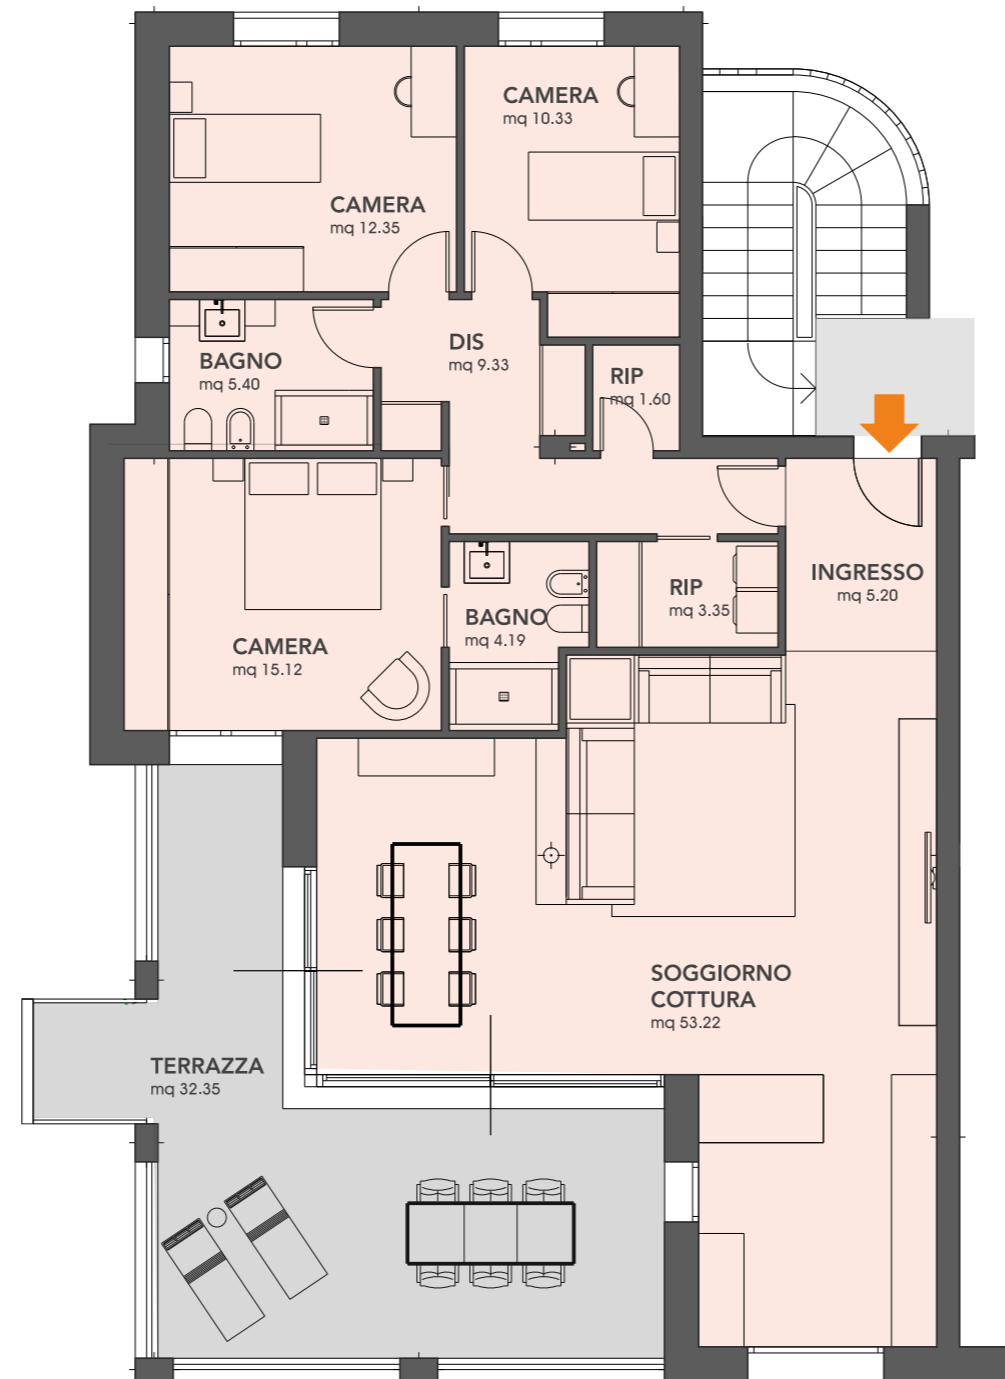 CAMERA
mq 10.33
CAMERA
mq 12.35
DIS
mq 9.33
BAGNO
mq 5.40
RIP
mq 1.60
INGRESSO
mq 5.20
RIP
mq 3.35
BAGNO
mq 4.19
CAMERA
mq 15.12
SOGGIORNO
COTTURA
mq 53.22
TERRAZZA
mq 32.35